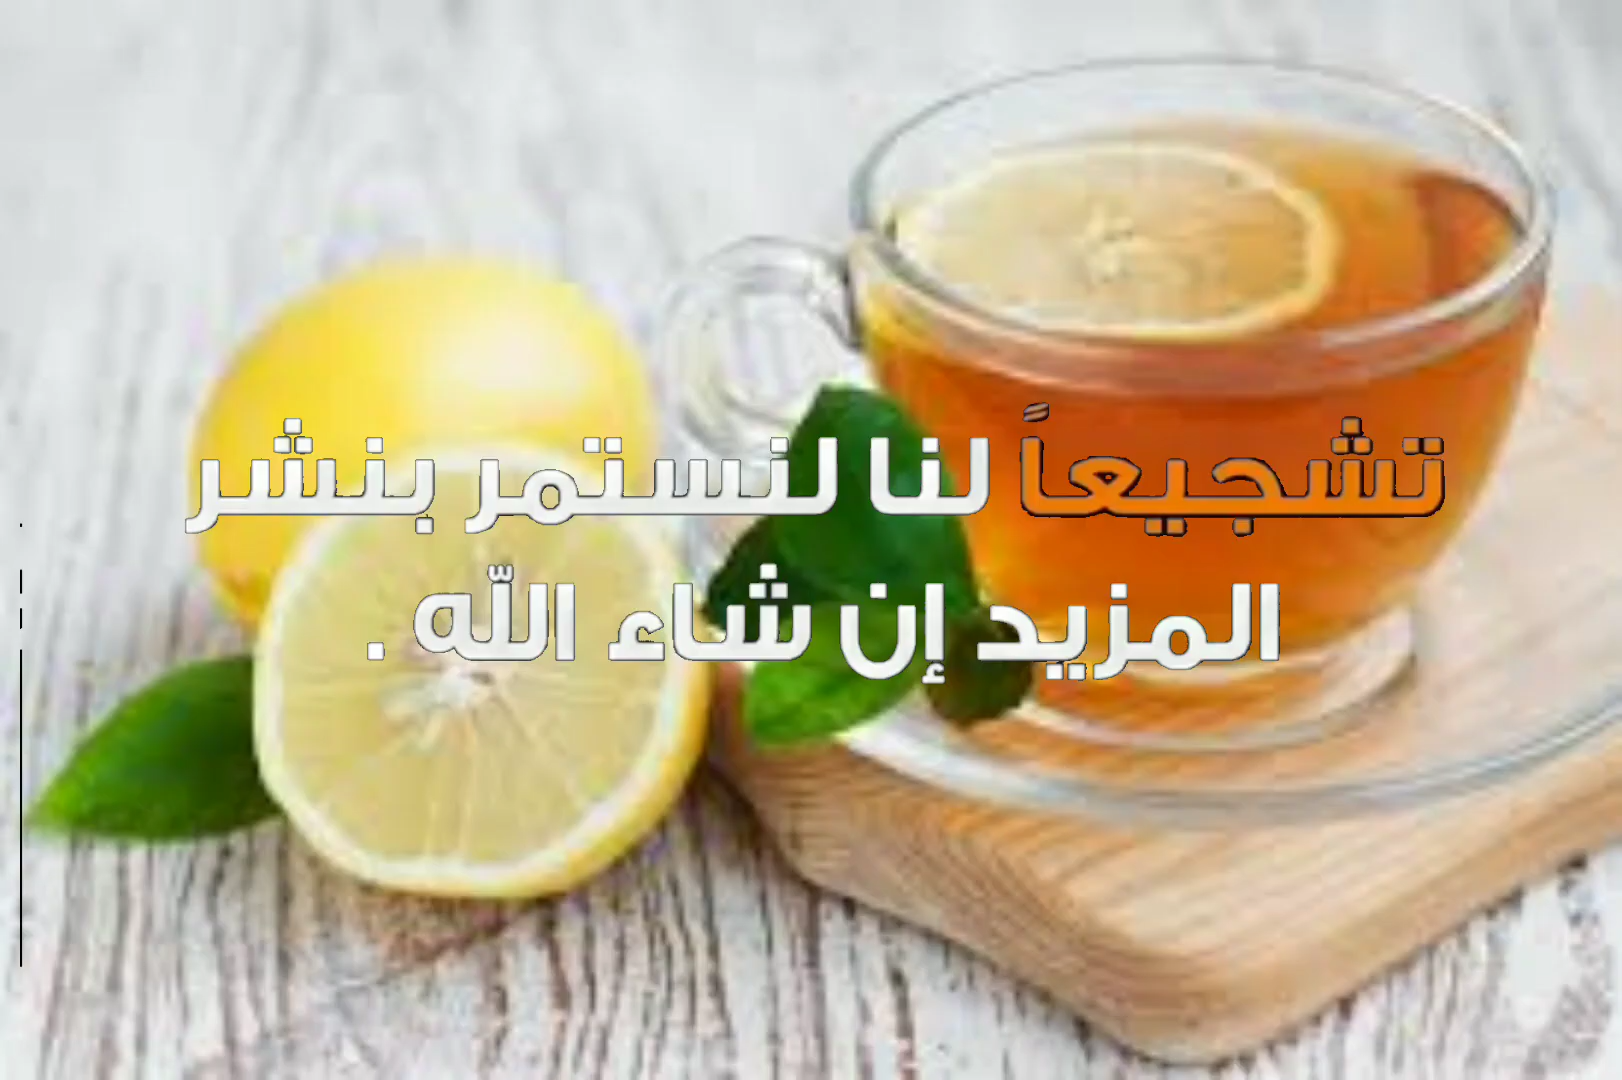 تشجيعاً لنا لنستمر بنشر
المزيد إن شاء اللّه .